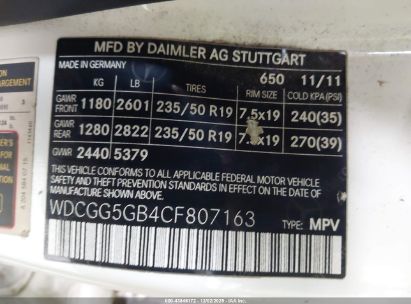 MFD BY DAIMLER AG STUTTGART
MADE IN GERMANY 650 11/11
KG LB TIRES RIM SIZE COLD KPA(PSI)
GAWR FRONT 1180 2601 235/50 R19 7.5x19 240(35)
GAWR REAR 1280 2822 235/50 R19 x19 270(39)
GVWR 2440 5379
THIS VEHICLE CONFORMS TO ALL APPLICABLE FEDERAL MOTOR VEHICLE
SAFETY STANDARDS IN EFFECT ON THE DATE OF MANUFACTURE SHOWN ABOVE.
WDCGG5GB4CF807163 TYPE: MPV